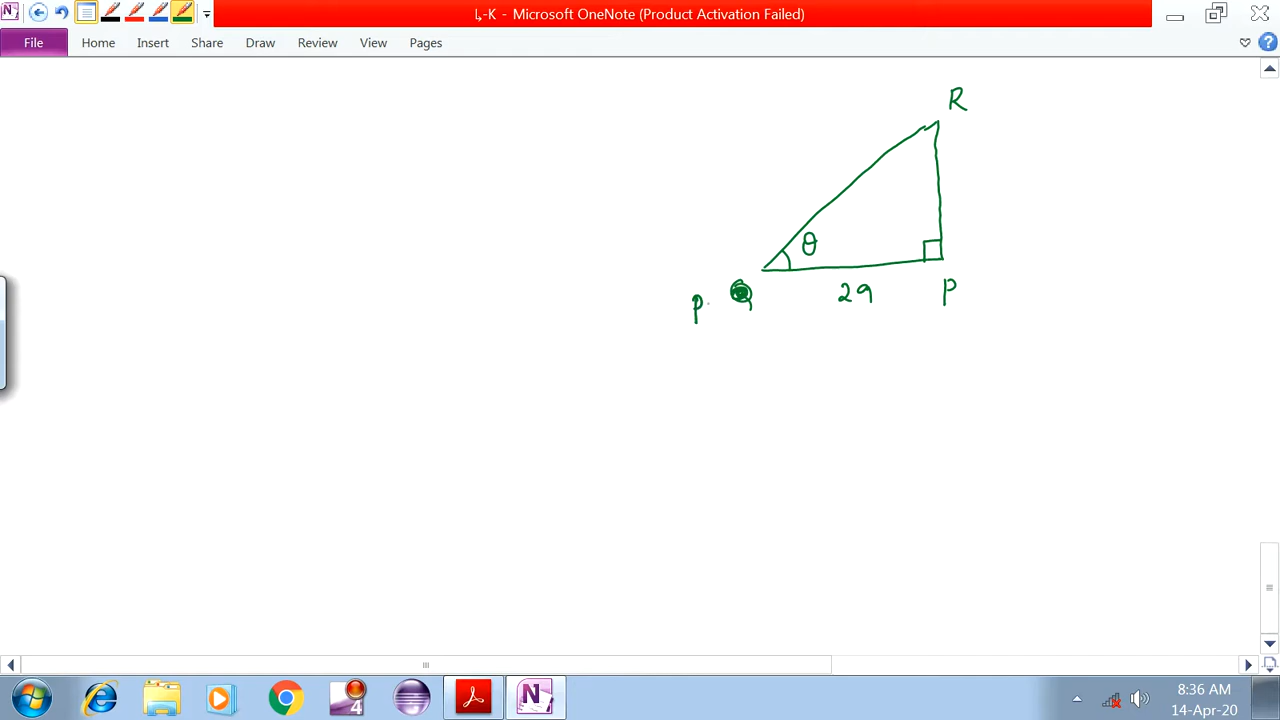 I,-K - Microsoft OneNote (Product Activation Failed)
File Home Insert Share Draw Review View Pages
R
θ
P. Q 29 P
4
8:36 AM
14-Apr-20